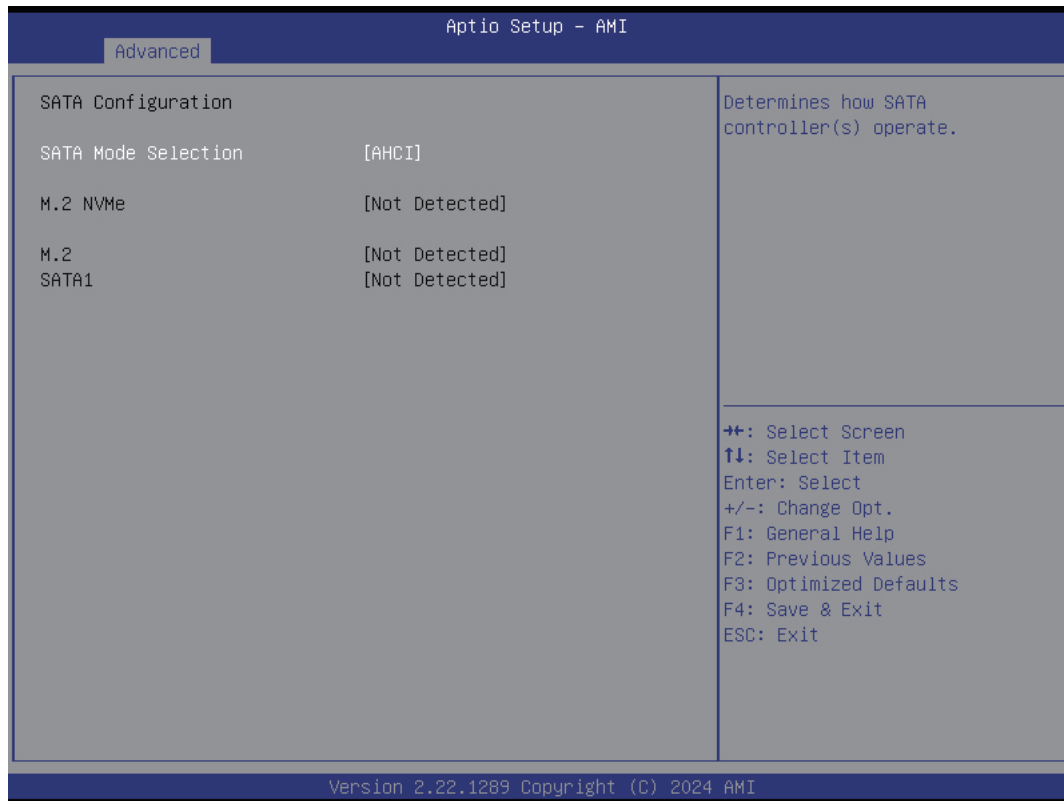 Aptio Setup – AMI
Advanced
SATA Configuration
SATA Mode Selection [AHCI]
M.2 NVMe [Not Detected]
M.2 [Not Detected]
SATA1 [Not Detected]
Determines how SATA
controller(s) operate.
→←: Select Screen
↑↓: Select Item
Enter: Select
+/-: Change Opt.
F1: General Help
F2: Previous Values
F3: Optimized Defaults
F4: Save & Exit
ESC: Exit
Version 2.22.1289 Copyright (C) 2024 AMI